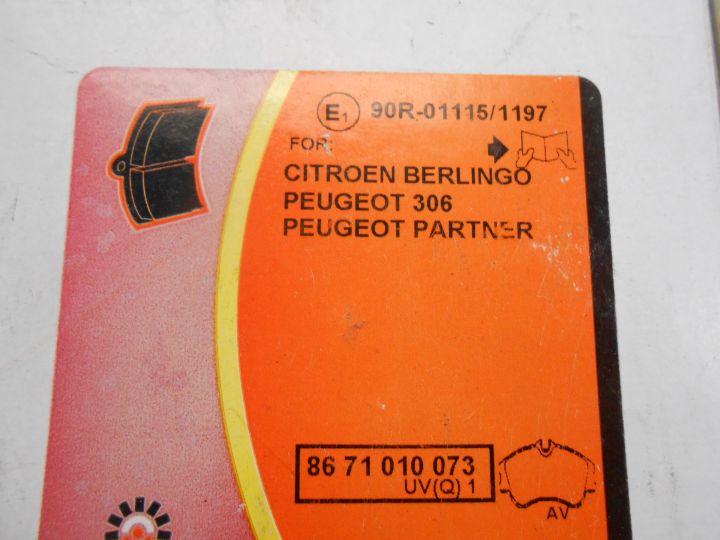 E1 90R-01115/1197
FOR:
CITROEN BERLINGO
PEUGEOT 306
PEUGEOT PARTNER
86 71 010 073
UV(Q) 1
AV